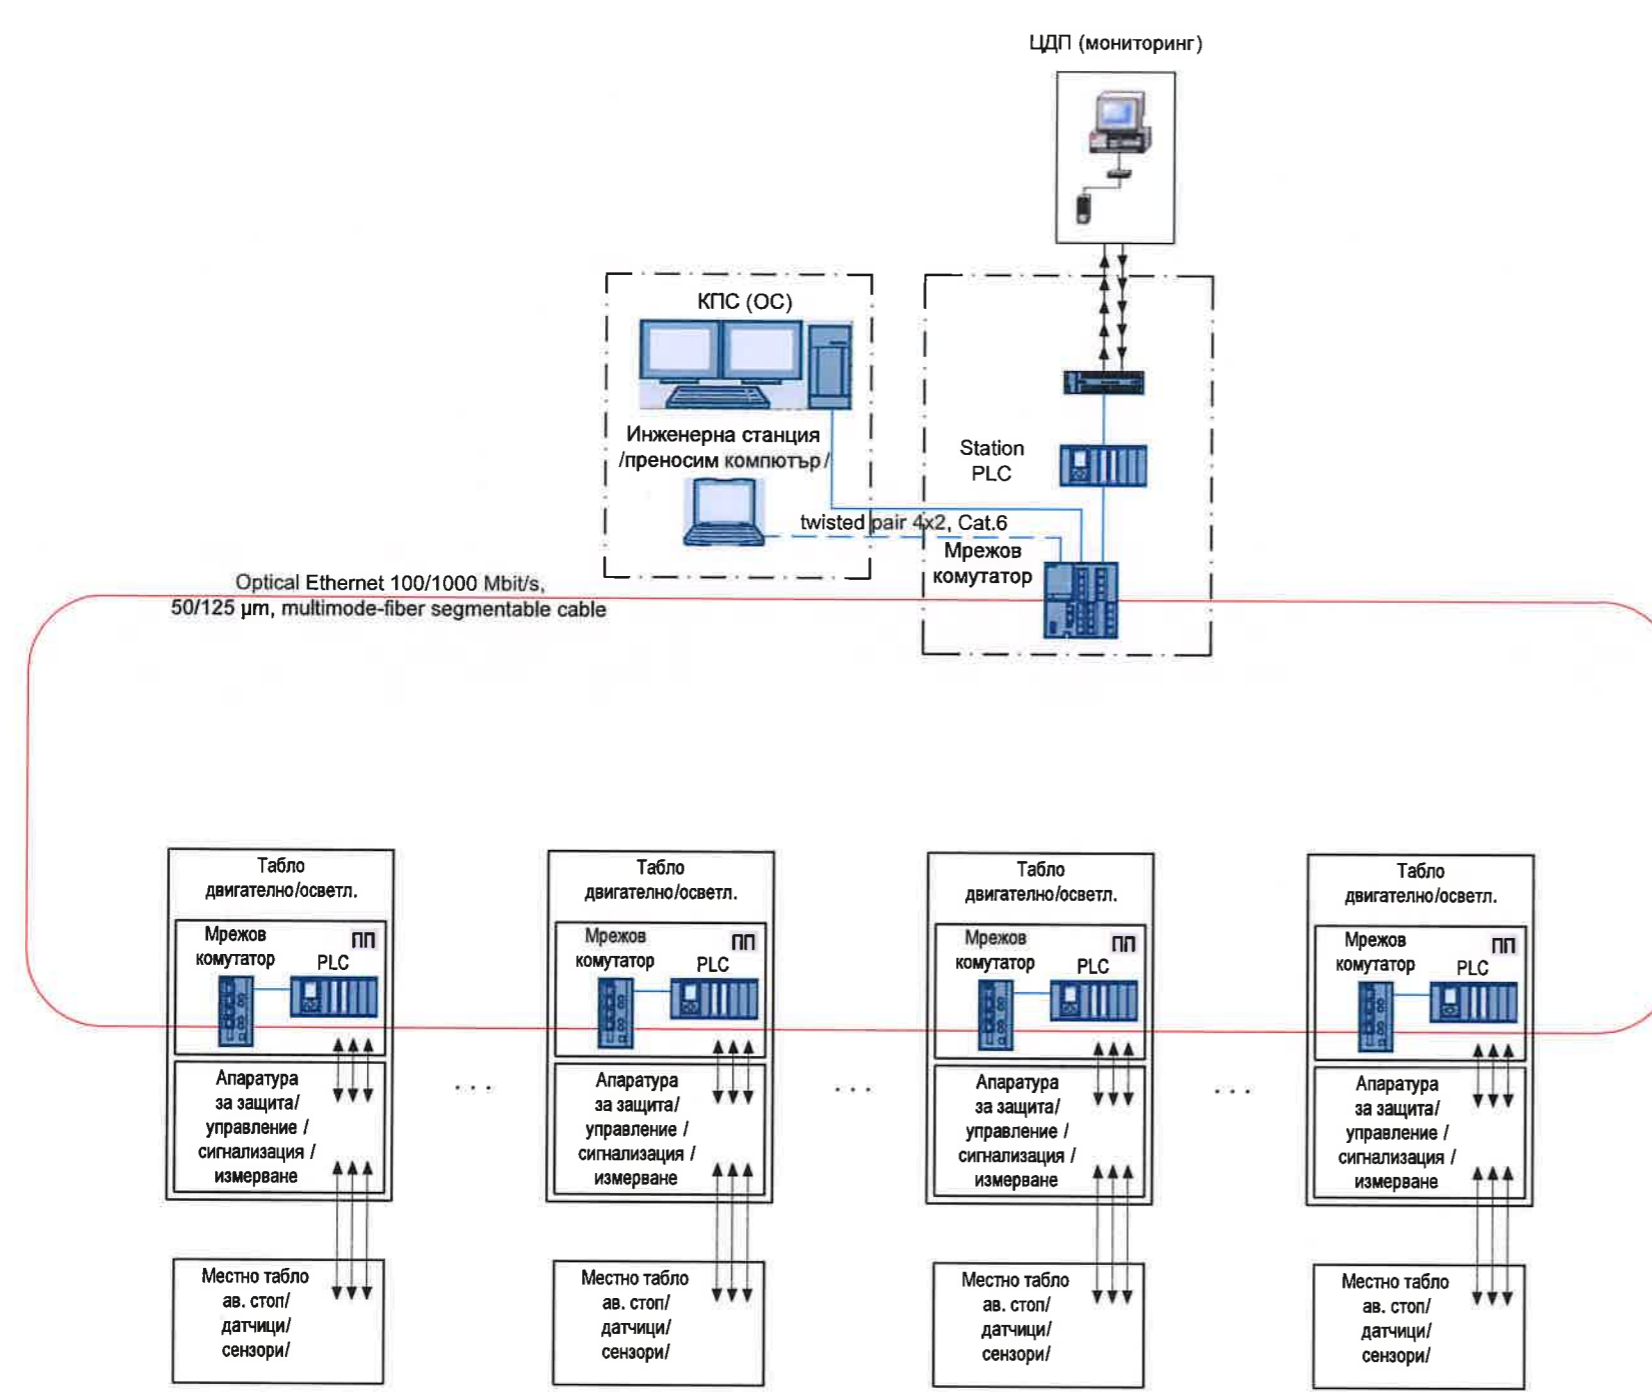 ЦДП (мониторинг)
КПС (ОС)
Инженерна станция
/преносим компютър/
Station
PLC
twisted pair 4x2, Cat.6
Мрежов
комутатор
Optical Ethernet 100/1000 Mbit/s,
50/125 µm, multimode-fiber segmentable cable
Табло
двигателно/осветл.
Мрежов
комутатор
ПП
PLC
Апаратура
за защита/
управление /
сигнализация /
измерване
Местно табло
ав. стоп/
датчици/
сензори/
. . .
Табло
двигателно/осветл.
Мрежов
комутатор
ПП
PLC
Апаратура
за защита/
управление /
сигнализация /
измерване
Местно табло
ав. стоп/
датчици/
сензори/
. . .
Табло
двигателно/осветл.
Мрежов
комутатор
ПП
PLC
Апаратура
за защита/
управление /
сигнализация /
измерване
Местно табло
ав. стоп/
датчици/
сензори/
. . .
Табло
двигателно/осветл.
Мрежов
комутатор
ПП
PLC
Апаратура
за защита/
управление /
сигнализация /
измерване
Местно табло
ав. стоп/
датчици/
сензори/